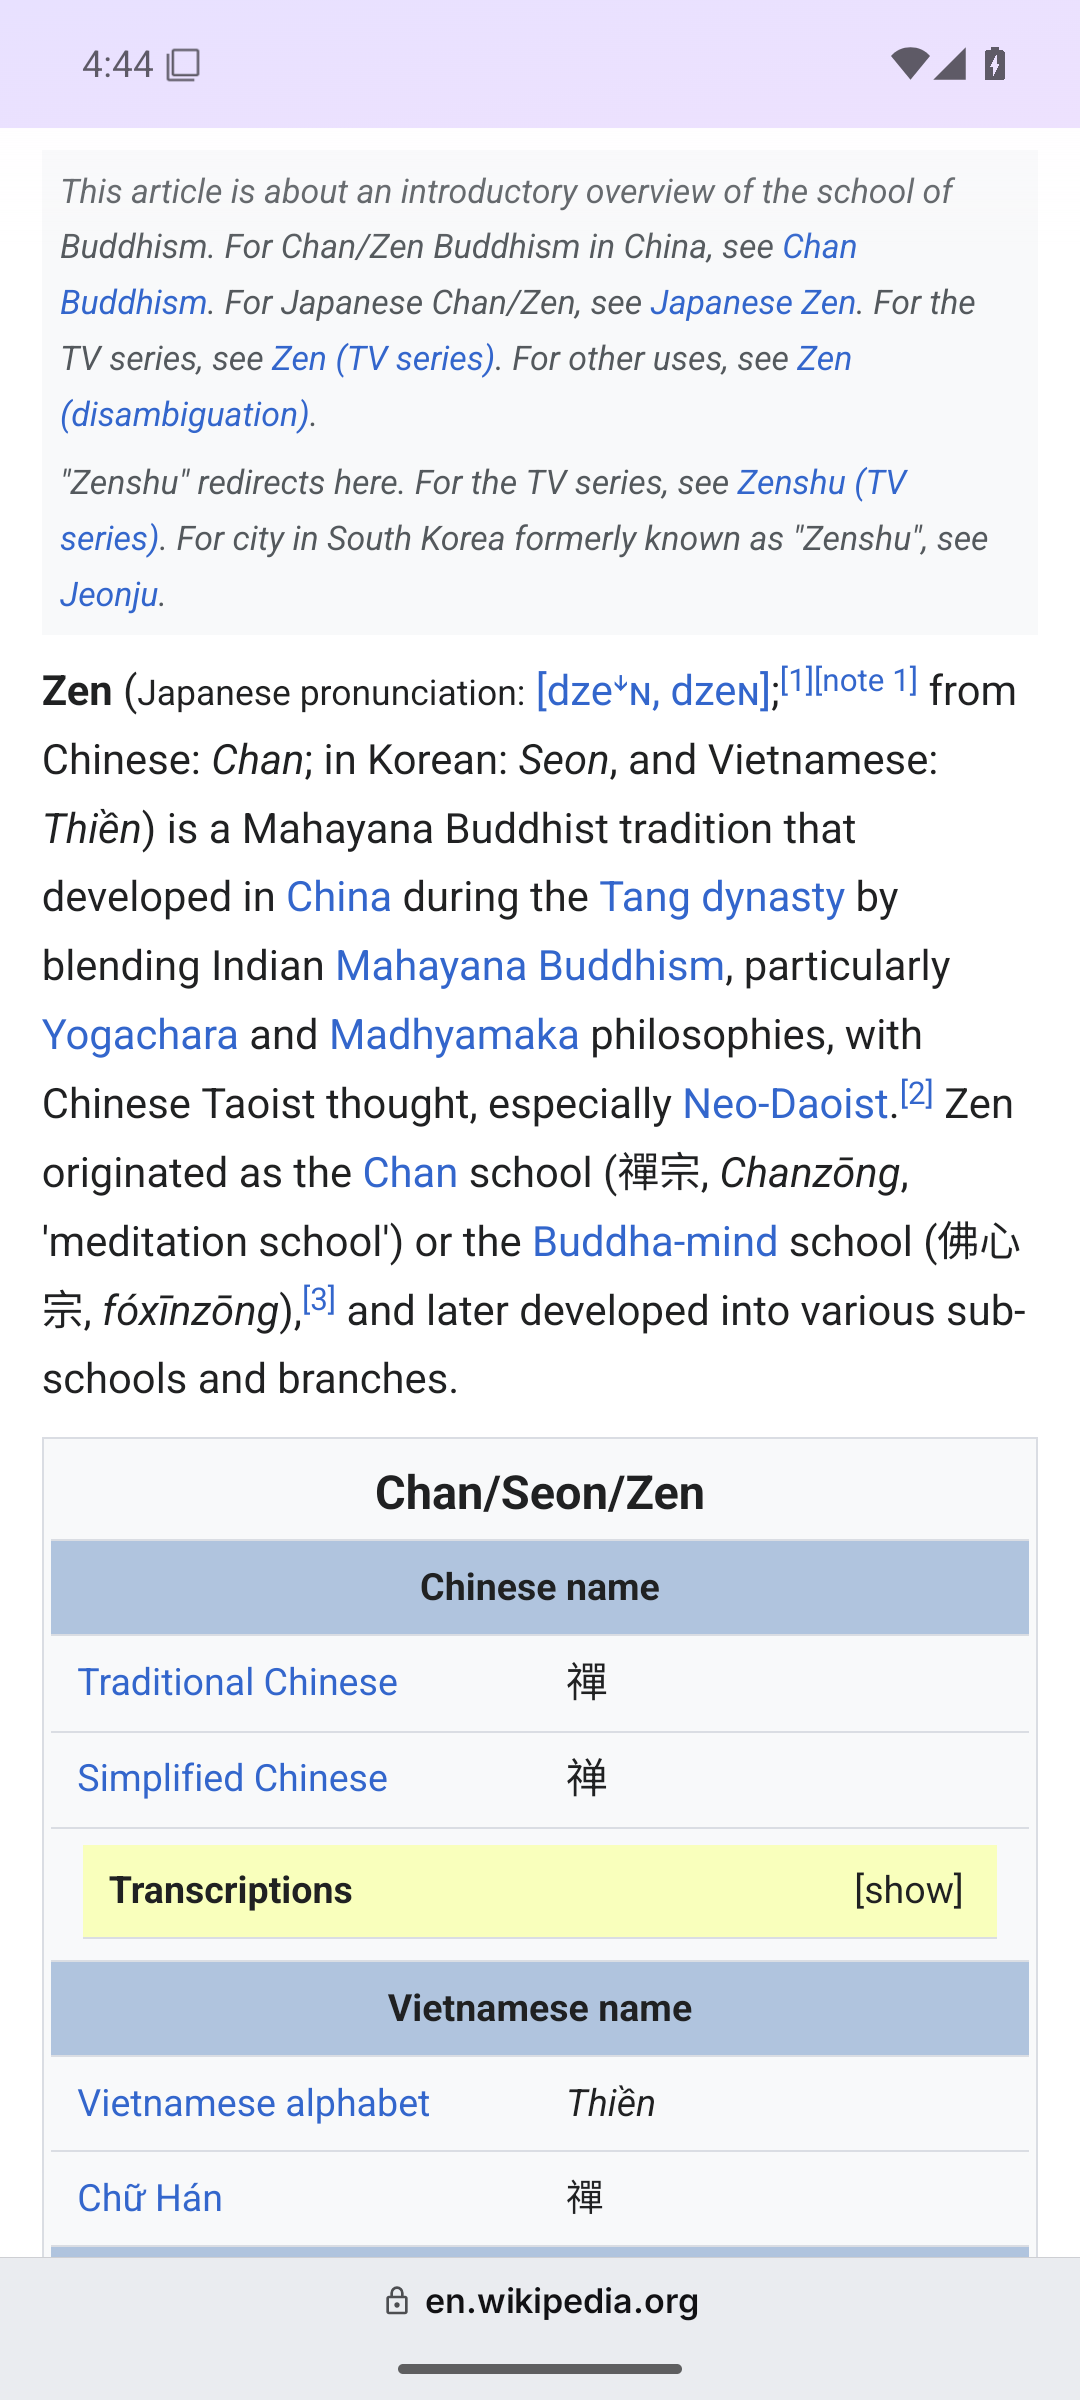 4:44
This article is about an introductory overview of the school of
Buddhism. For Chan/Zen Buddhism in China, see Chan
Buddhism. For Japanese Chan/Zen, see Japanese Zen. For the
TV series, see Zen (TV series). For other uses, see Zen
(disambiguation).
"Zenshu" redirects here. For the TV series, see Zenshu (TV
series). For city in South Korea formerly known as "Zenshu", see
Jeonju.
Zen (Japanese pronunciation: [dzeꜜɴ, dzeɴ];[1][note 1] from
Chinese: Chan; in Korean: Seon, and Vietnamese:
Thiền) is a Mahayana Buddhist tradition that
developed in China during the Tang dynasty by
blending Indian Mahayana Buddhism, particularly
Yogachara and Madhyamaka philosophies, with
Chinese Taoist thought, especially Neo-Daoist.[2] Zen
originated as the Chan school (禪宗, Chanzōng,
'meditation school') or the Buddha-mind school (佛心
宗, fóxīnzōng),[3] and later developed into various sub-
schools and branches.
Chan/Seon/Zen
Chinese name
Traditional Chinese 禪
Simplified Chinese 禅
Transcriptions [show]
Vietnamese name
Vietnamese alphabet Thiền
Chữ Hán 禪
en.wikipedia.org